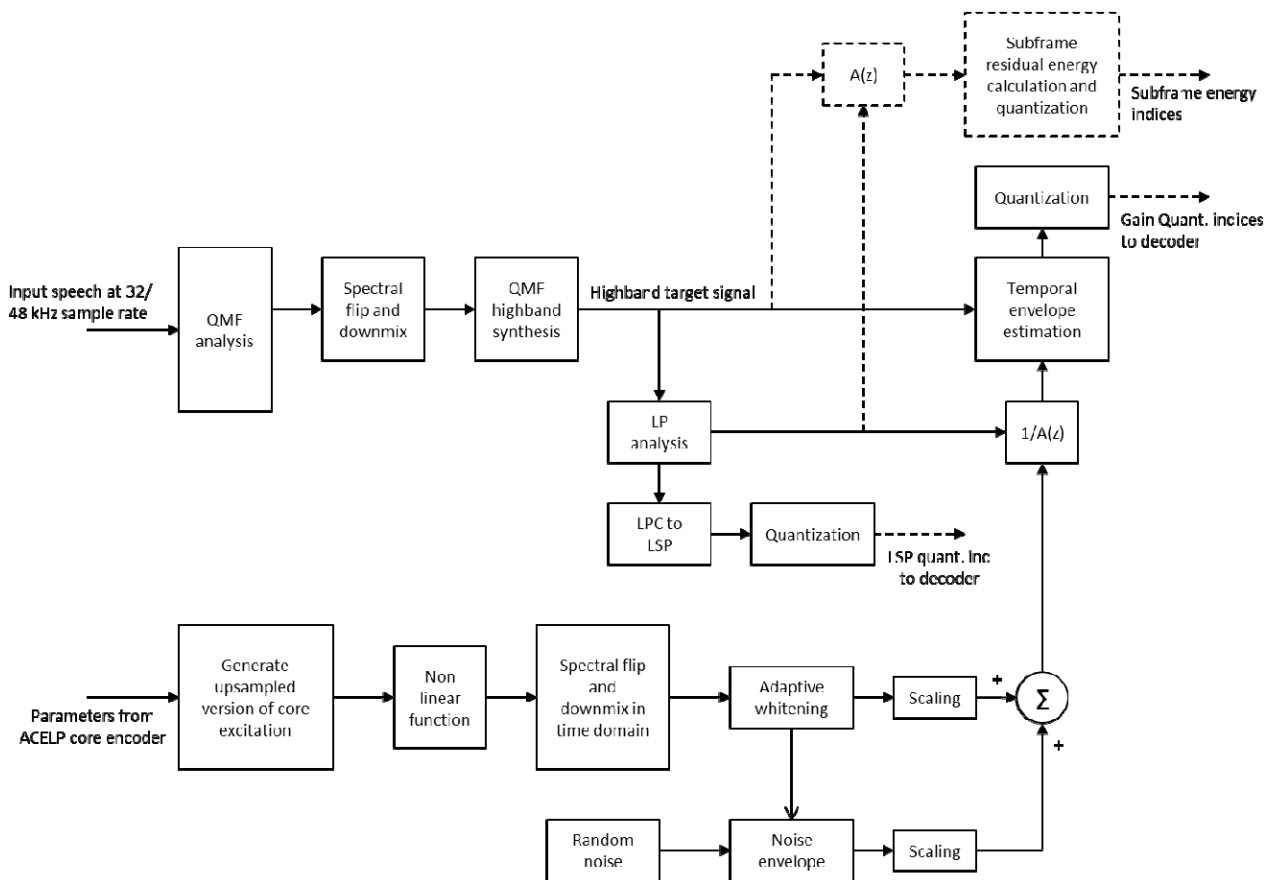 Subframe
residual energy
calculation and
quantization
A(z)
Subframe energy
indices
Quantization
Gain Quant. indices
to decoder
Input speech at 32/
48 kHz sample rate
QMF
analysis
Spectral
flip and
downmix
QMF
highband
synthesis
Highband target signal
Temporal
envelope
estimation
LP
analysis
1/A(z)
LPC to
LSP
Quantization
LSP quant. inc
to decoder
Parameters from
ACELP core encoder
Generate
upsampled
version of core
excitation
Non
linear
function
Spectral flip
and
downmix in
time domain
Adaptive
whitening
Scaling
+
Σ
+
Random
noise
Noise
envelope
Scaling